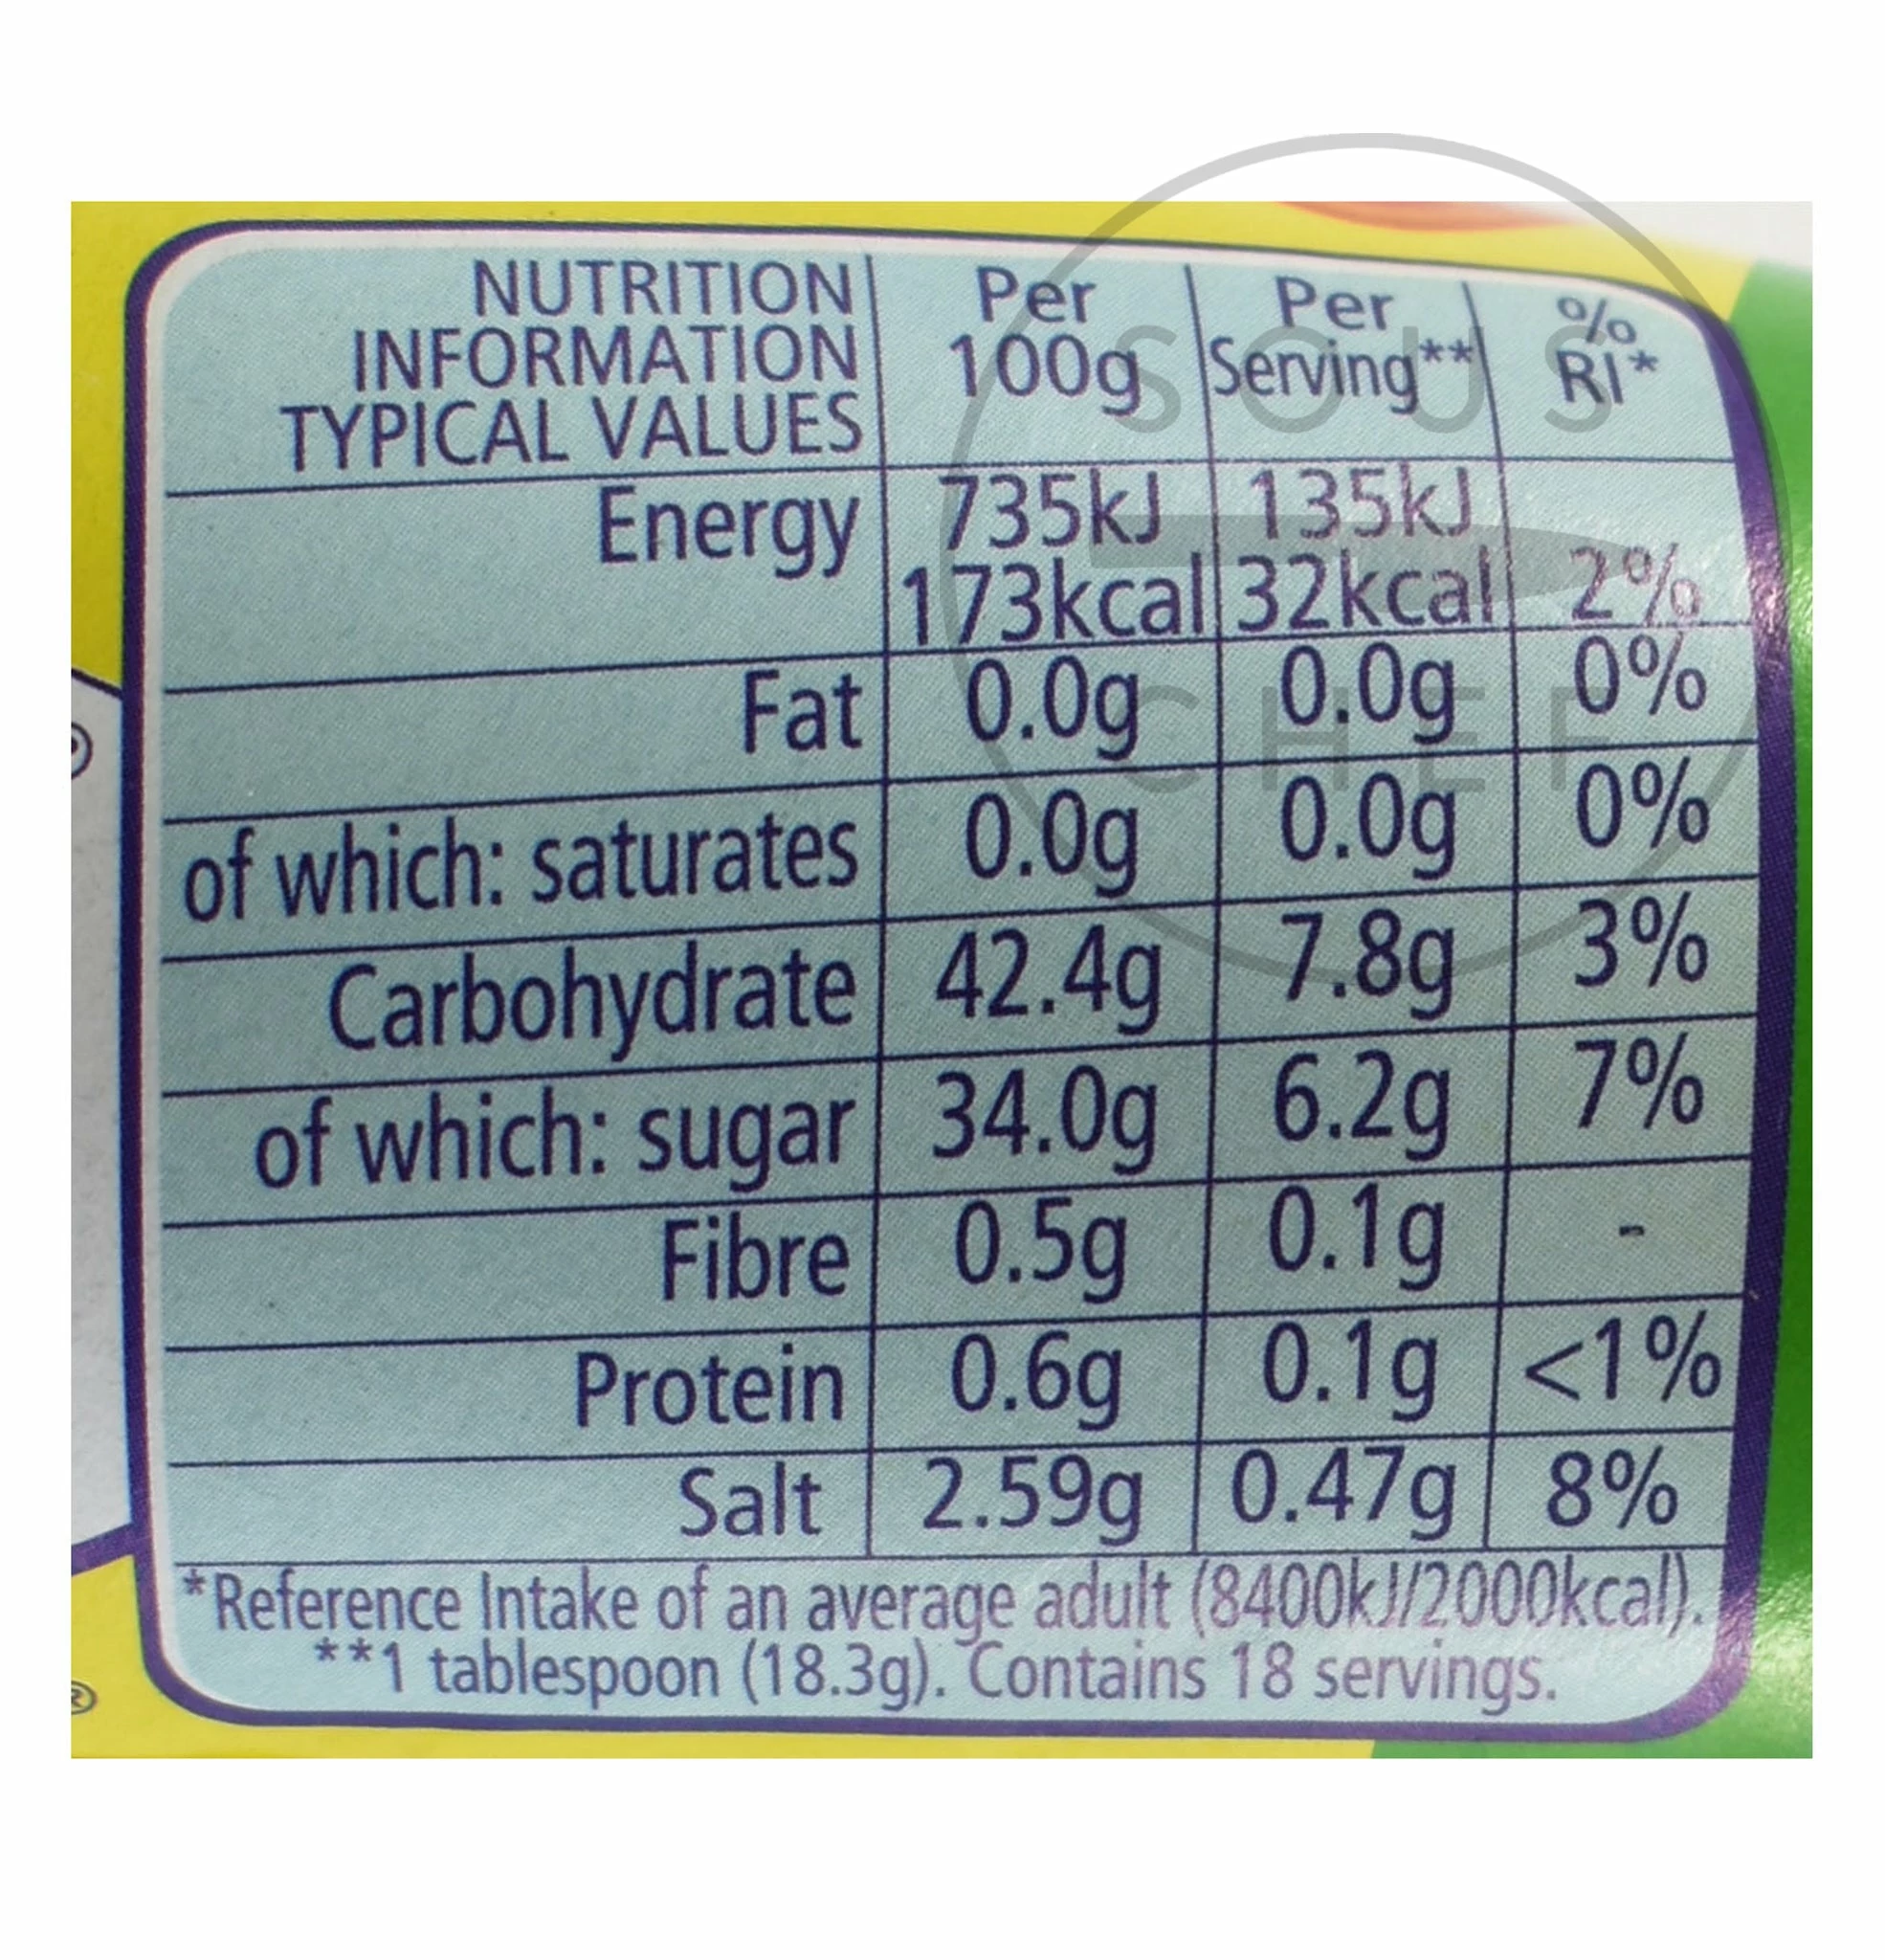 NUTRITION INFORMATION TYPICAL VALUES Per 100g Per Serving** % RI*
Energy 735kJ 135kJ
173kcal 32kcal 2%
Fat 0.0g 0.0g 0%
of which: saturates 0.0g 0.0g 0%
Carbohydrate 42.4g 7.8g 3%
of which: sugar 34.0g 6.2g 7%
Fibre 0.5g 0.1g -
Protein 0.6g 0.1g <1%
Salt 2.59g 0.47g 8%
*Reference Intake of an average adult (8400kJ/2000kcal).
**1 tablespoon (18.3g). Contains 18 servings.
SOUS
CHEF
®